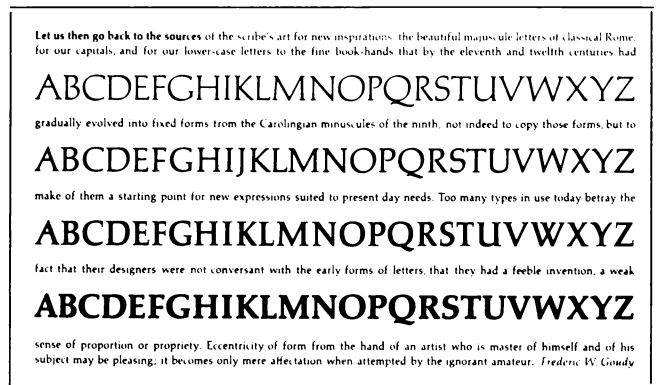 Let us then go back to the sources of the scribe's art for new inspirations: the beautiful majuscule letters of classical Rome,
for our capitals, and for our lower-case letters to the fine book-hands that by the eleventh and twelfth centuries had
ABCDEFGHIKLMNOPQRSTUVWXYZ
gradually evolved into fixed forms from the Carolingian minuscules of the ninth, not indeed to copy those forms, but to
ABCDEFGHIJKLMNOPQRSTUVWXYZ
make of them a starting point for new expressions suited to present day needs. Too many types in use today betray the
ABCDEFGHIKLMNOPQRSTUVWXYZ
fact that their designers were not conversant with the early forms of letters, that they had a feeble invention, a weak
ABCDEFGHIKLMNOPQRSTUVWXYZ
sense of proportion or propriety. Eccentricity of form from the hand of an artist who is master of himself and of his
subject may be pleasing; it becomes only mere affectation when attempted by the ignorant amateur. Frederic W. Goudy